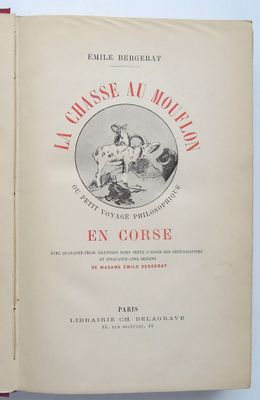 EMILE BERGERAT
LA CHASSE AU MOUFLON
OU PETIT VOYAGE PHILOSOPHIQUE
EN CORSE
AVEC QUARANTE-TROIS GRAVURES HORS TEXTE D'APRÈS DES PHOTOGRAPHIES
ET CINQUANTE-CINQ DESSINS
DE MADAME ÉMILE BERGERAT
PARIS
LIBRAIRIE CH. DELAGRAVE
15, RUE SOUFFLOT, 15